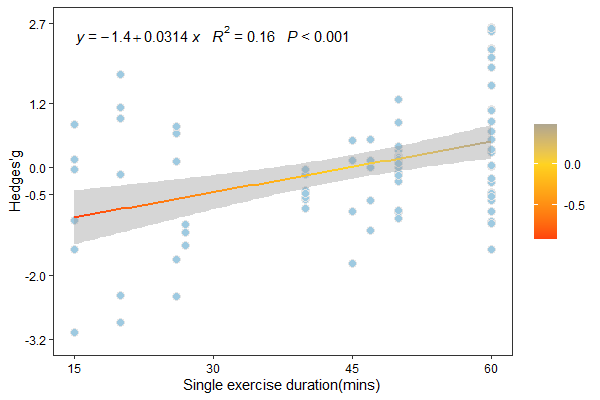 y = −1.4+0.0314 x   R² = 0.16   P < 0.001
2.7
1.2
0.0
-0.5
-2.0
-3.2
Hedges'g
15 30 45 60
Single exercise duration(mins)
0.0
-0.5